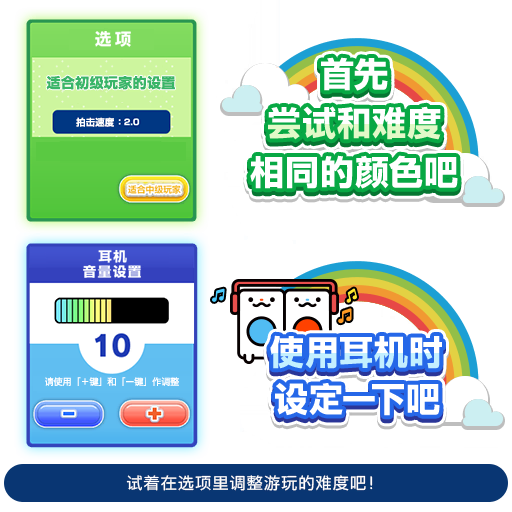 选项
适合初级玩家的设置
拍击速度：2.0
适合中级玩家
首先
尝试和难度
相同的颜色吧
耳机
音量设置
10
请使用「＋键」和「－键」作调整
－
＋
使用耳机时
设定一下吧
试着在选项里调整游玩的难度吧！